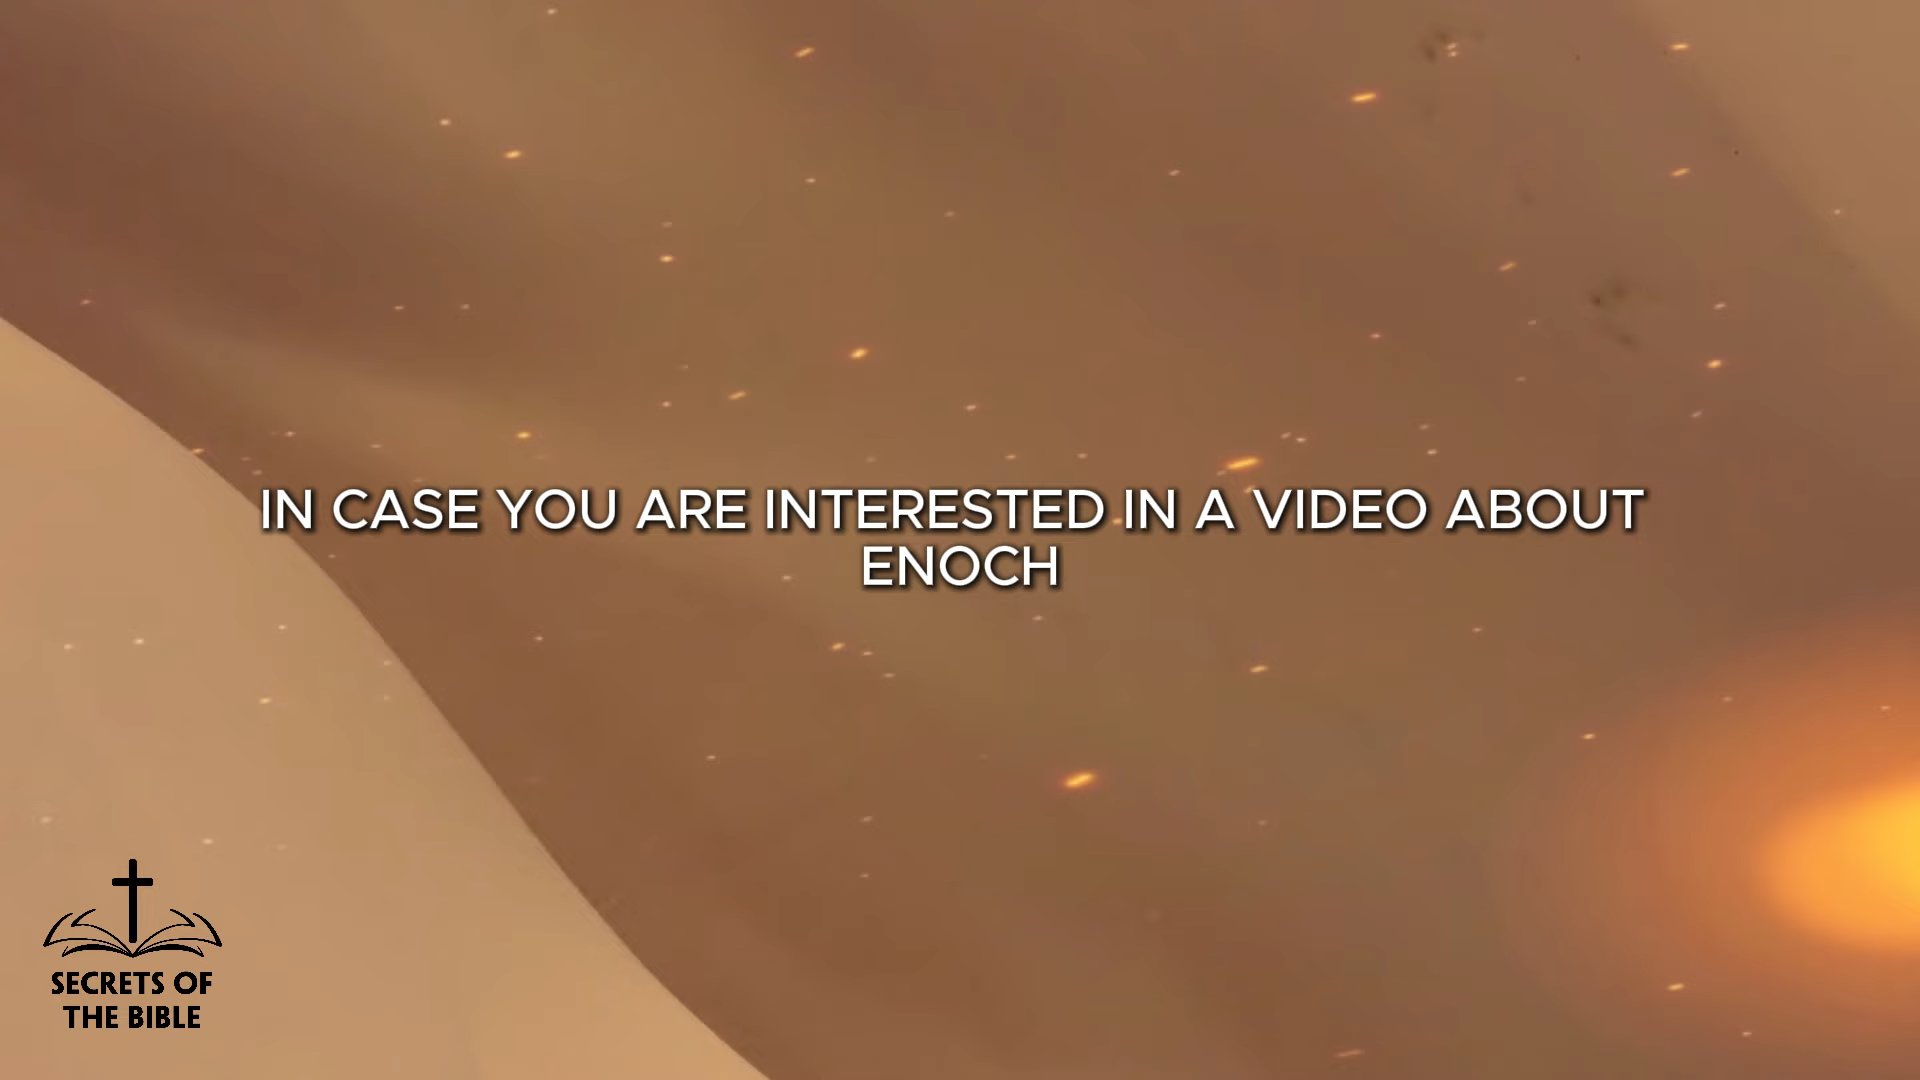 IN CASE YOU ARE INTERESTED IN A VIDEO ABOUT
ENOCH
SECRETS OF
THE BIBLE